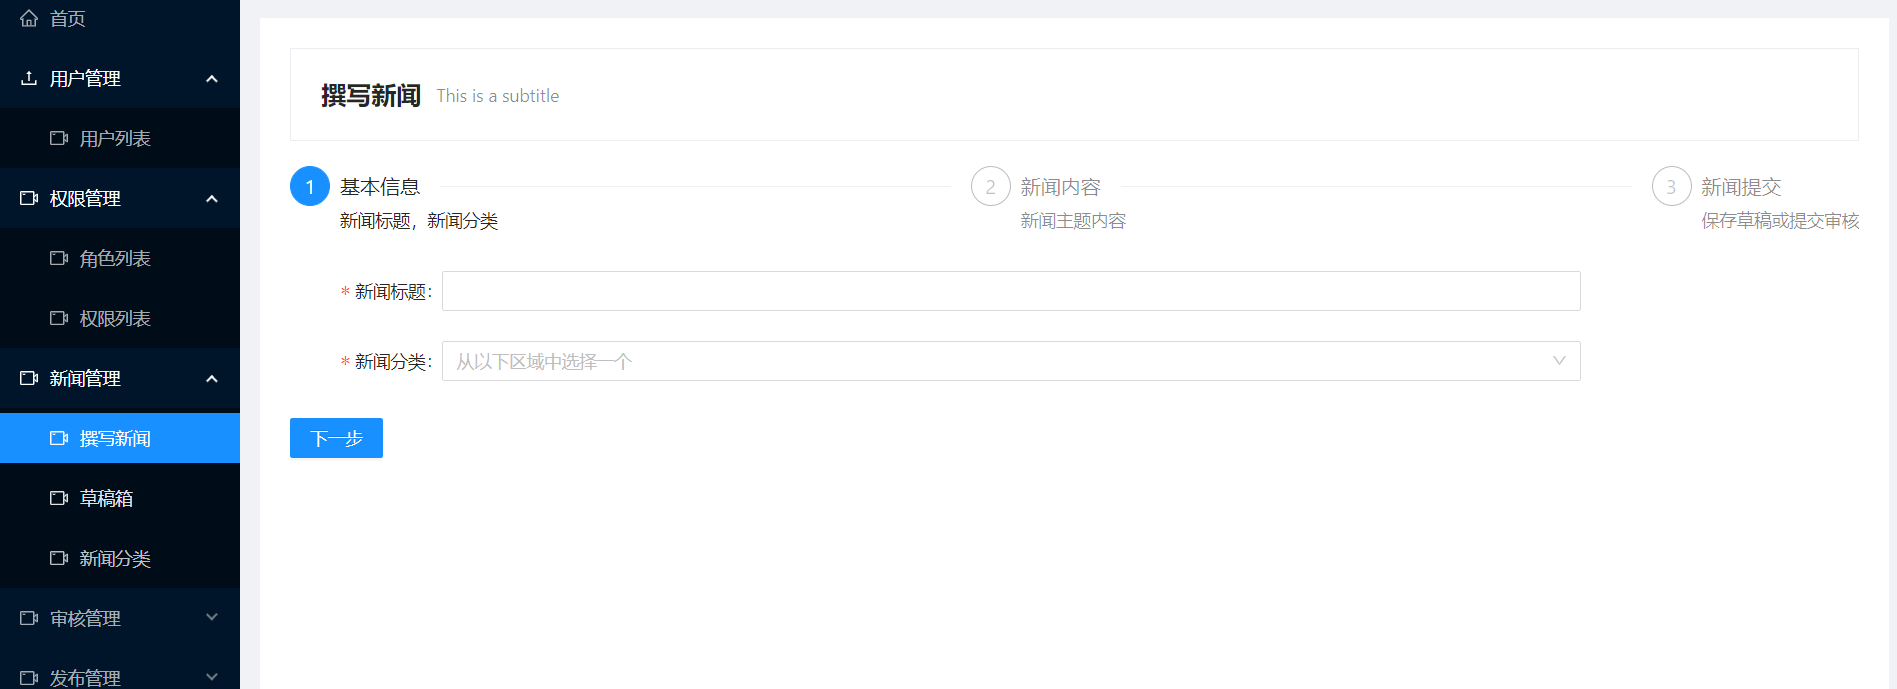 首页
用户管理
用户列表
权限管理
角色列表
权限列表
新闻管理
撰写新闻
草稿箱
新闻分类
审核管理
发布管理
撰写新闻 This is a subtitle
1 基本信息
新闻标题，新闻分类
2 新闻内容
新闻主题内容
3 新闻提交
保存草稿或提交审核
* 新闻标题:
* 新闻分类: 从以下区域中选择一个
下一步